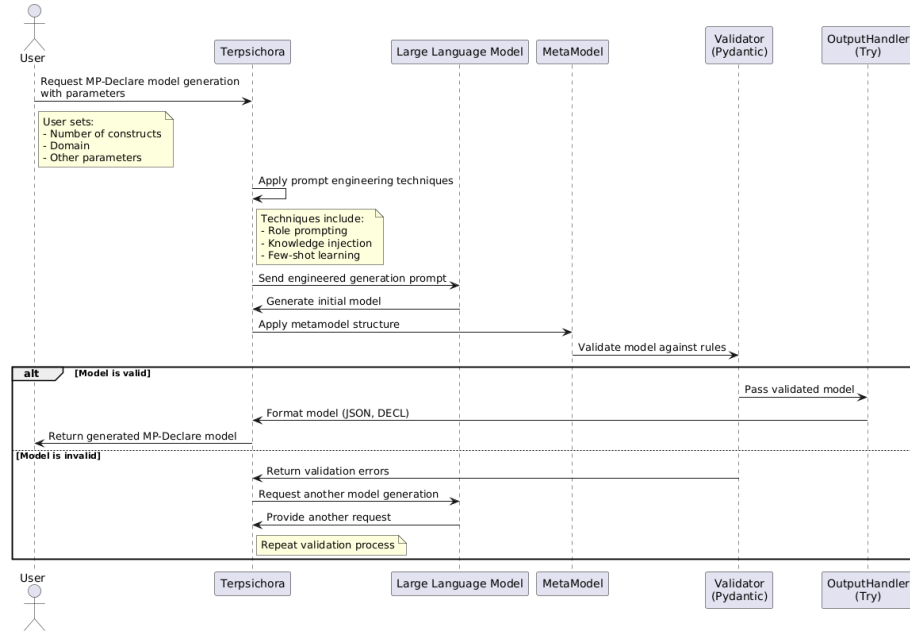 User
Terpsichora
Large Language Model
MetaModel
Validator
(Pydantic)
OutputHandler
(Try)
Request MP-Declare model generation
with parameters
User sets:
- Number of constructs
- Domain
- Other parameters
Apply prompt engineering techniques
Techniques include:
- Role prompting
- Knowledge injection
- Few-shot learning
Send engineered generation prompt
Generate initial model
Apply metamodel structure
Validate model against rules
alt
[Model is valid]
Pass validated model
Format model (JSON, DECL)
Return generated MP-Declare model
[Model is invalid]
Return validation errors
Request another model generation
Provide another request
Repeat validation process
User
Terpsichora
Large Language Model
MetaModel
Validator
(Pydantic)
OutputHandler
(Try)